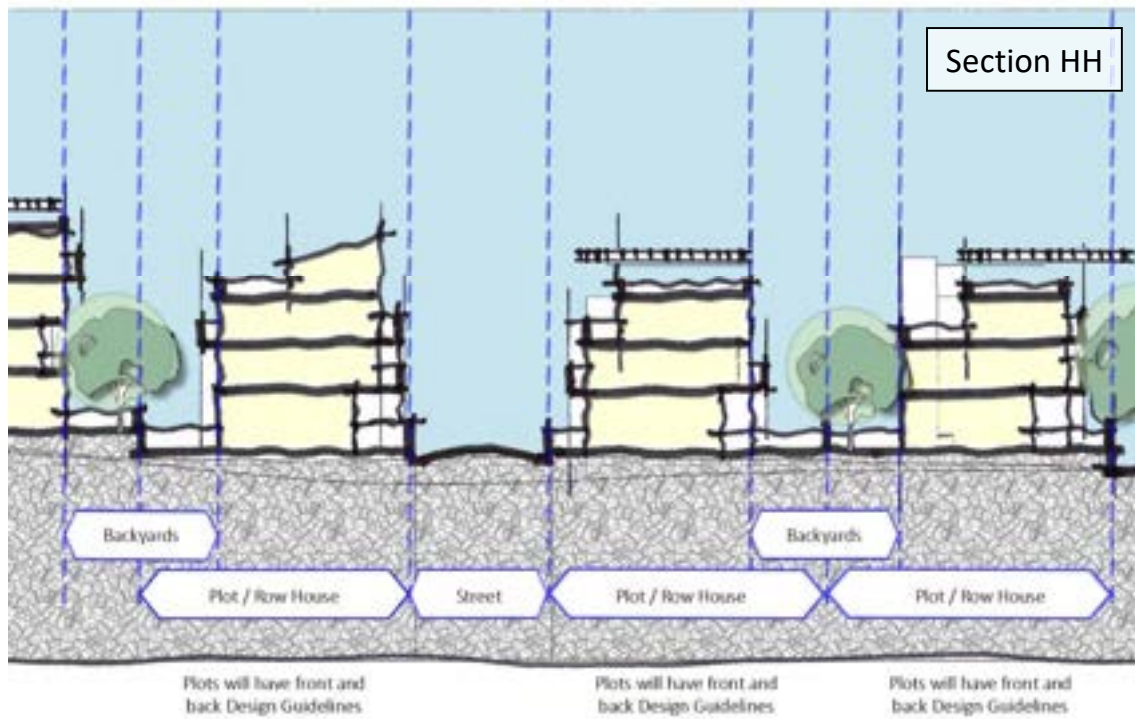 Section HH
Backyards
Backyards
Plot / Row House
Street
Plot / Row House
Plot / Row House
Plots will have front and
back Design Guidelines
Plots will have front and
back Design Guidelines
Plots will have front and
back Design Guidelines